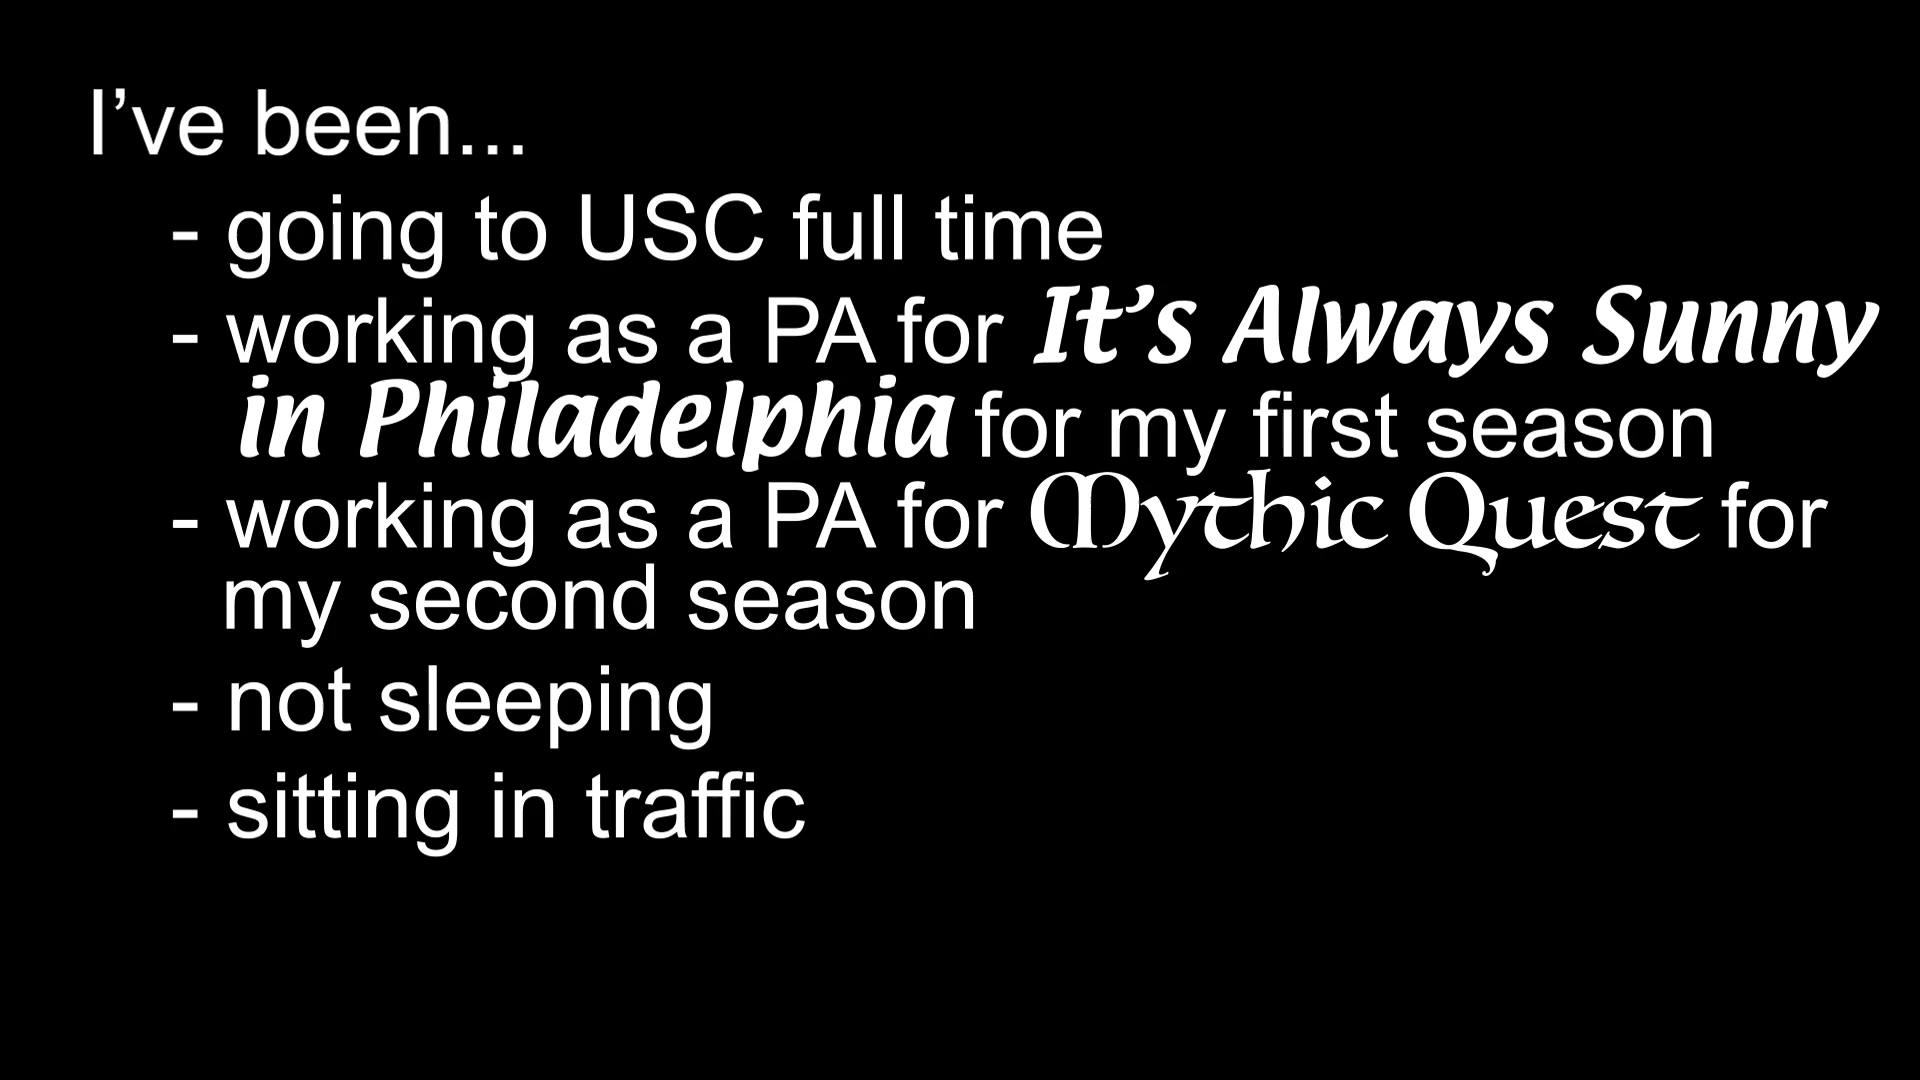 I've been...
- going to USC full time
- working as a PA for It's Always Sunny
in Philadelphia for my first season
- working as a PA for Mythic Quest for
my second season
- not sleeping
- sitting in traffic